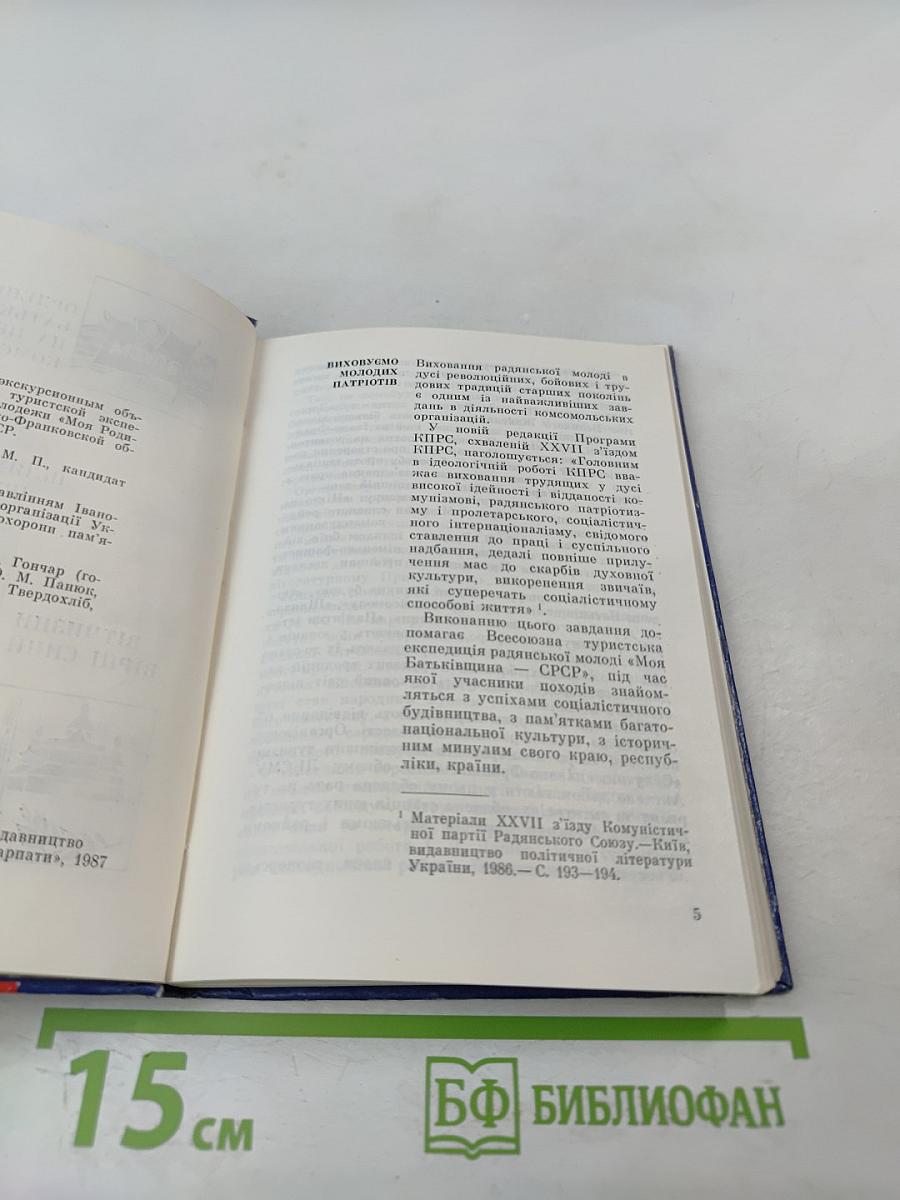 экскурсионным объ-
туристской экспе-
олодежи «Моя Роди-
о-Франковской об-
СР.
М. П., кандидат
авлінням Івано-
організації Ук-
охорони пам'я-
Гончар (го-
М. Панюк,
Твердохліб,
давництво
арпати», 1987
ВИХОВУЄМО
МОЛОДИХ
ПАТРІОТІВ
Виховання радянської молоді в
дусі революційних, бойових і тру-
дових традицій старших поколінь
є одним із найважливіших зав-
дань в діяльності комсомольських
організацій.
У новій редакції Програми
КПРС, схваленій XXVII з'їздом
КПРС, наголошується: «Головним
в ідеологічній роботі КПРС вва-
жає виховання трудящих у дусі
високої ідейності і відданості ко-
мунізмові, радянського патріотиз-
му і пролетарського, соціалістич-
ного інтернаціоналізму, свідомого
ставлення до праці і суспільного
надбання, дедалі повніше прилу-
чення мас до скарбів духовної
культури, викоренення звичаїв,
які суперечать соціалістичному
способові життя» ¹.
Виконанню цього завдання до-
помагає Всесоюзна туристська
експедиція радянської молоді «Моя
Батьківщина — СРСР», під час
якої учасники походів знайом-
ляться з успіхами соціалістичного
будівництва, з пам'ятками багато-
національної культури, з історич-
ним минулим свого краю, респуб-
ліки, країни.
¹ Матеріали XXVII з'їзду Комуністич-
ної партії Радянського Союзу.—Київ,
видавництво політичної літератури
України, 1986.— С. 193—194.
5
15 см
БФ БИБЛИОФАН